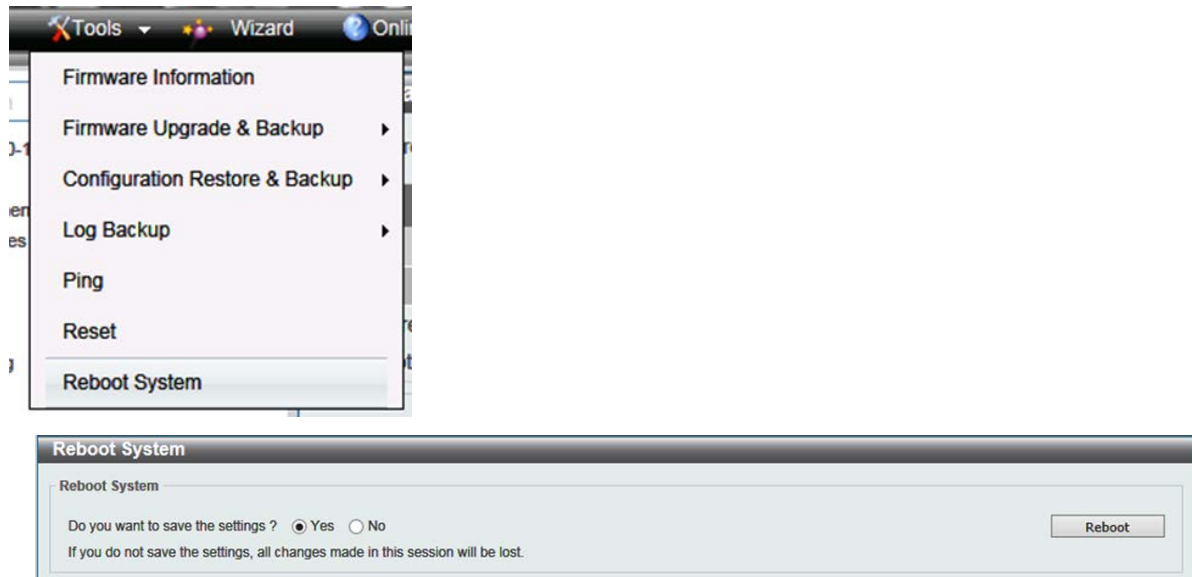 Tools Wizard
Firmware Information
Firmware Upgrade & Backup
Configuration Restore & Backup
Log Backup
Ping
Reset
Reboot System
Reboot System
Reboot System
Do you want to save the settings ? Yes No
Reboot
If you do not save the settings, all changes made in this session will be lost.